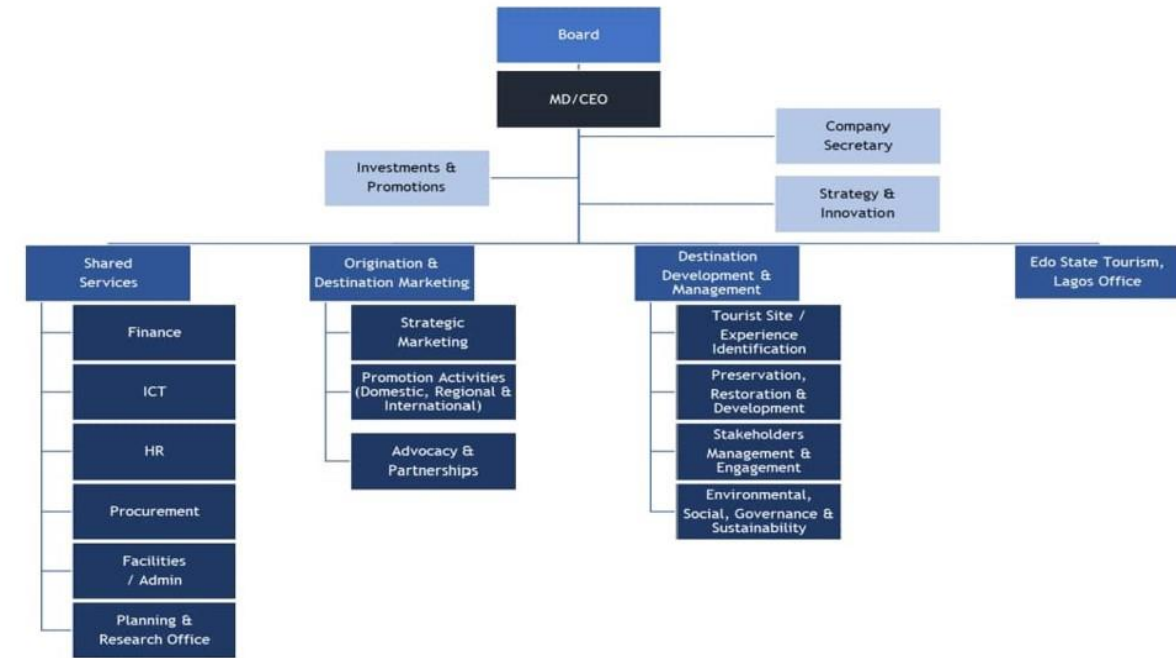 Board
MD/CEO
Company
Secretary
Investments &
Promotions
Strategy &
Innovation
Shared
Services
Finance
ICT
HR
Procurement
Facilities
/ Admin
Planning &
Research Office
Origination &
Destination Marketing
Strategic
Marketing
Promotion Activities
(Domestic, Regional &
International)
Advocacy &
Partnerships
Destination
Development &
Management
Tourist Site /
Experience
Identification
Preservation,
Restoration &
Development
Stakeholders
Management &
Engagement
Environmental,
Social, Governance &
Sustainability
Edo State Tourism,
Lagos Office